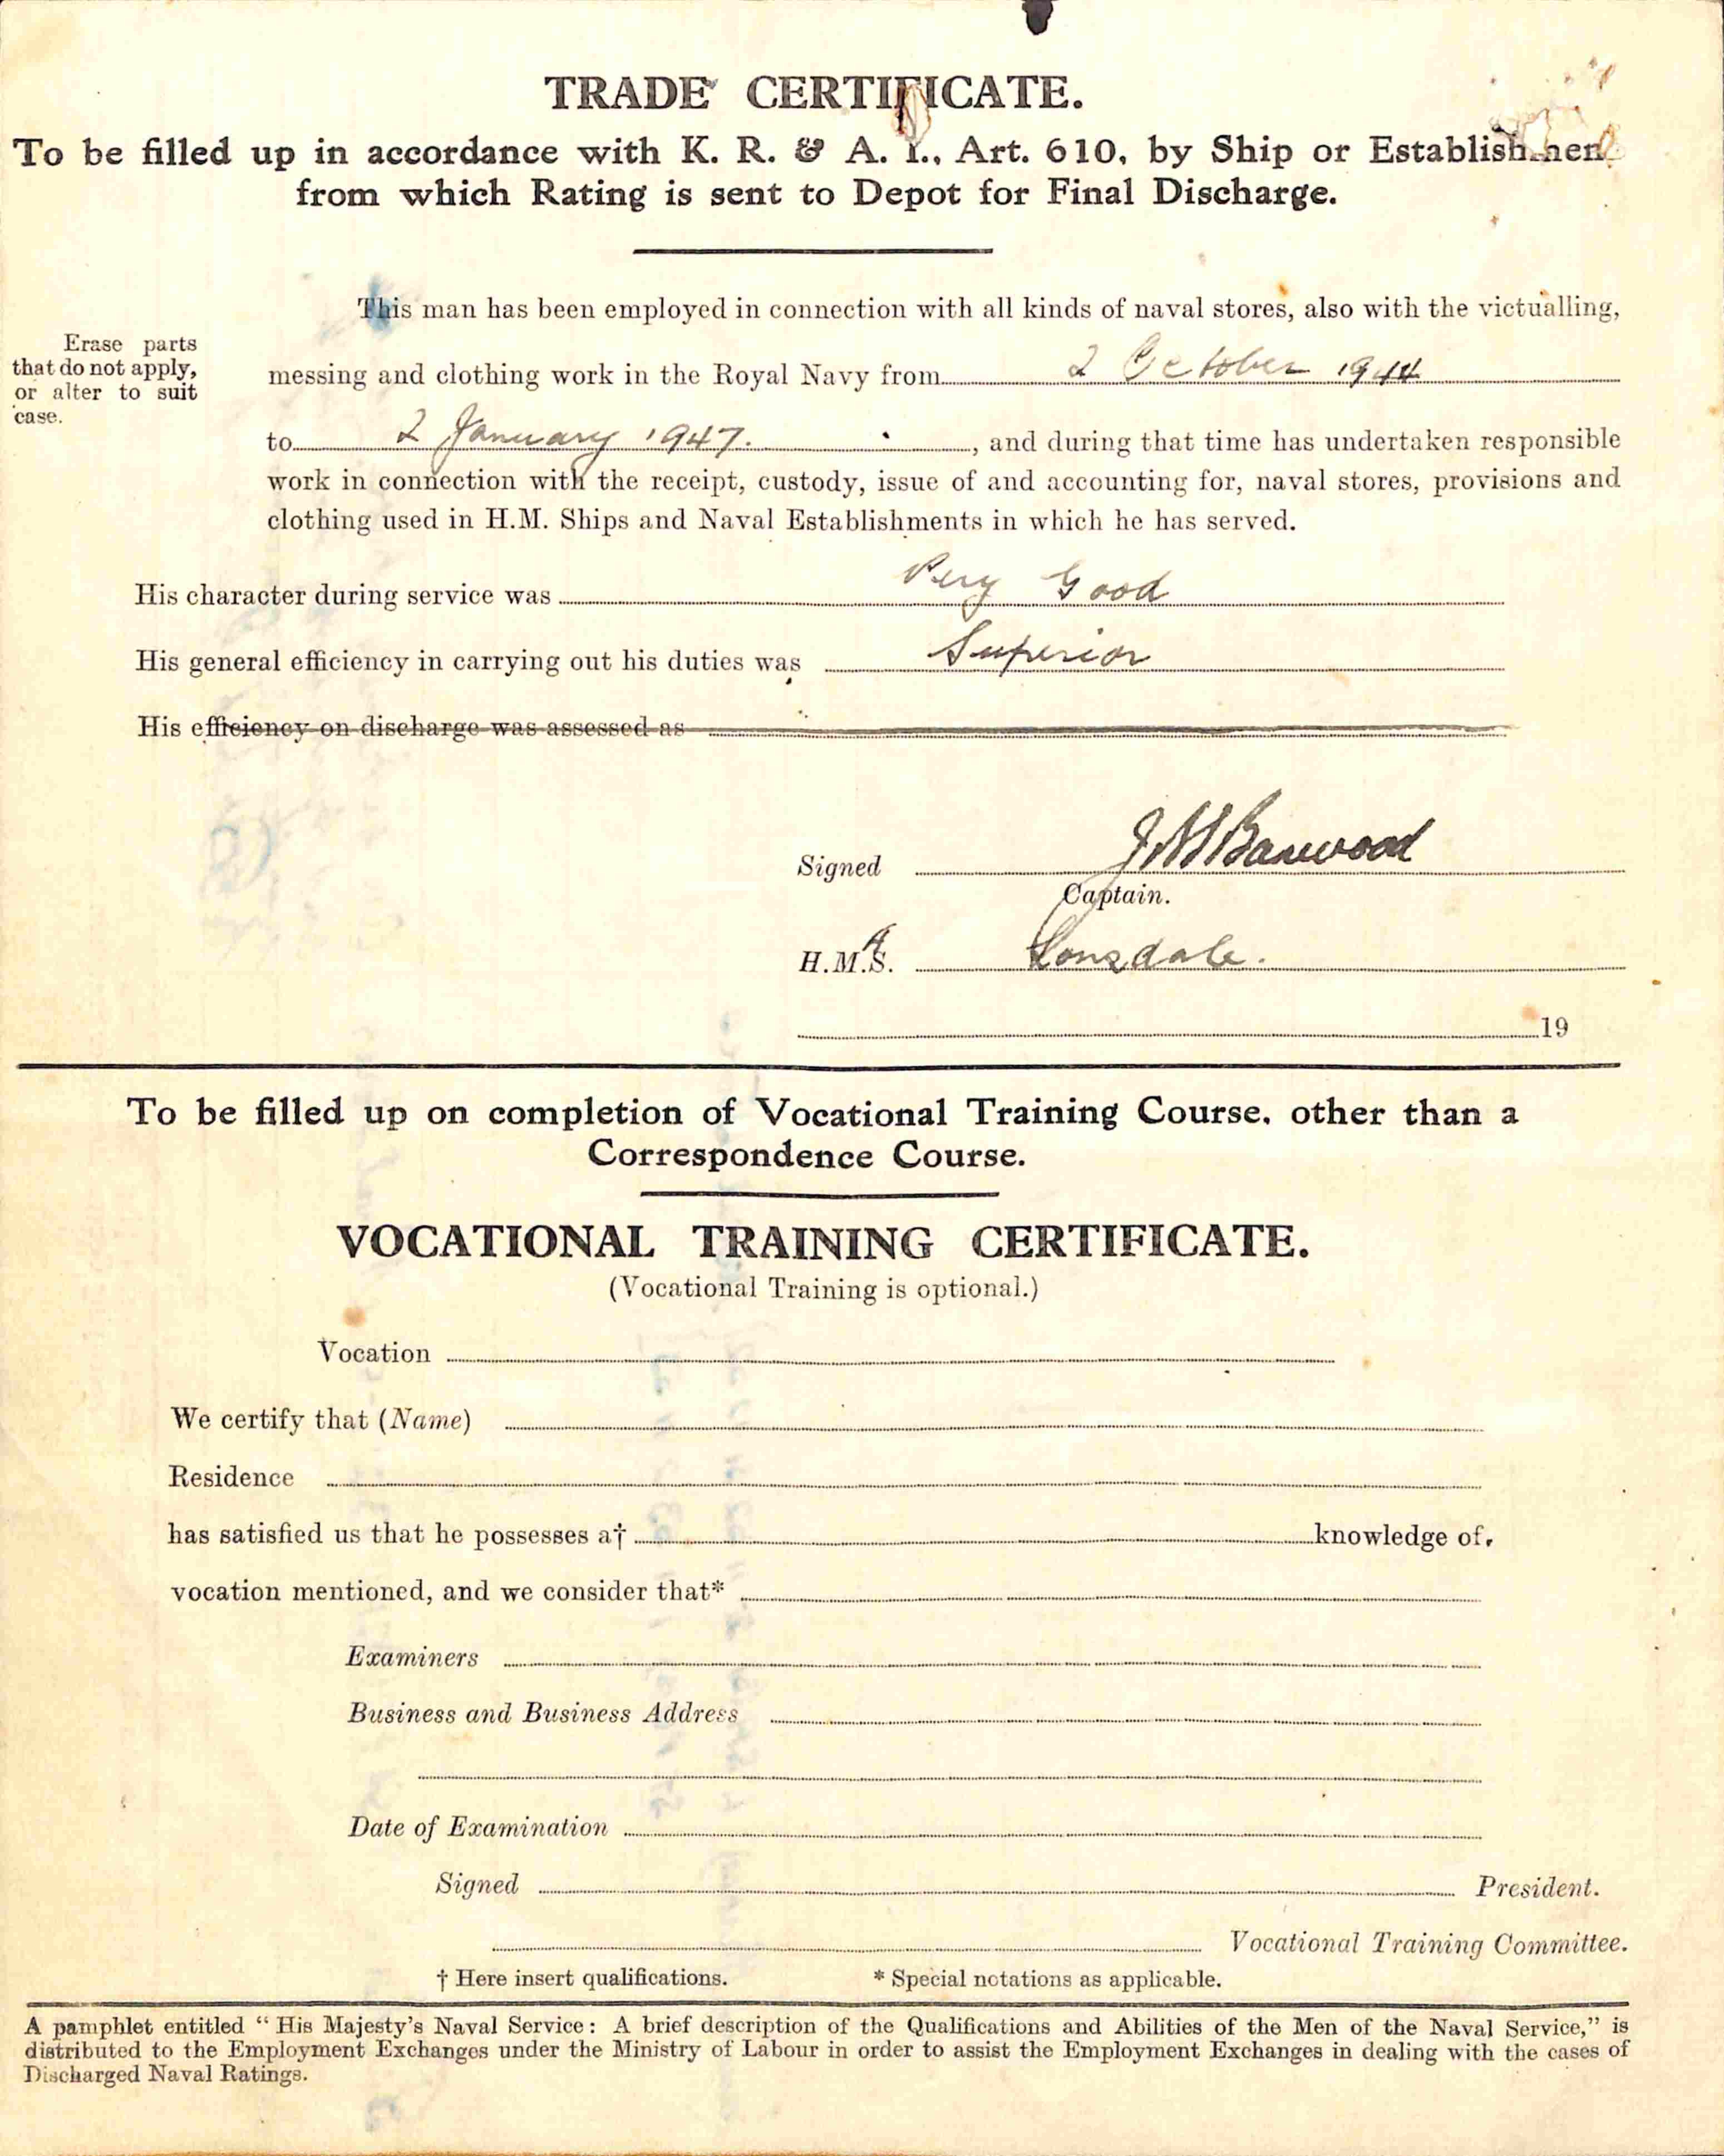 TRADE CERTIFICATE.
To be filled up in accordance with K. R. & A. I., Art. 610, by Ship or Establishmen
from which Rating is sent to Depot for Final Discharge.
Erase parts
that do not apply,
or alter to suit
case.
This man has been employed in connection with all kinds of naval stores, also with the victualling,
messing and clothing work in the Royal Navy from 2 October 1944
to 2 January 1947. , and during that time has undertaken responsible
work in connection with the receipt, custody, issue of and accounting for, naval stores, provisions and
clothing used in H.M. Ships and Naval Establishments in which he has served.
His character during service was Very Good
His general efficiency in carrying out his duties was Superior
His efficiency on discharge was assessed as
Signed
Captain.
H.M.A.S. Lonsdale.
19
To be filled up on completion of Vocational Training Course, other than a
Correspondence Course.
VOCATIONAL TRAINING CERTIFICATE.
(Vocational Training is optional.)
Vocation
We certify that (Name)
Residence
has satisfied us that he possesses a† knowledge of
vocation mentioned, and we consider that*
Examiners
Business and Business Address
Date of Examination
Signed President.
Vocational Training Committee.
† Here insert qualifications. * Special notations as applicable.
A pamphlet entitled “ His Majesty's Naval Service : A brief description of the Qualifications and Abilities of the Men of the Naval Service,” is
distributed to the Employment Exchanges under the Ministry of Labour in order to assist the Employment Exchanges in dealing with the cases of
Discharged Naval Ratings.